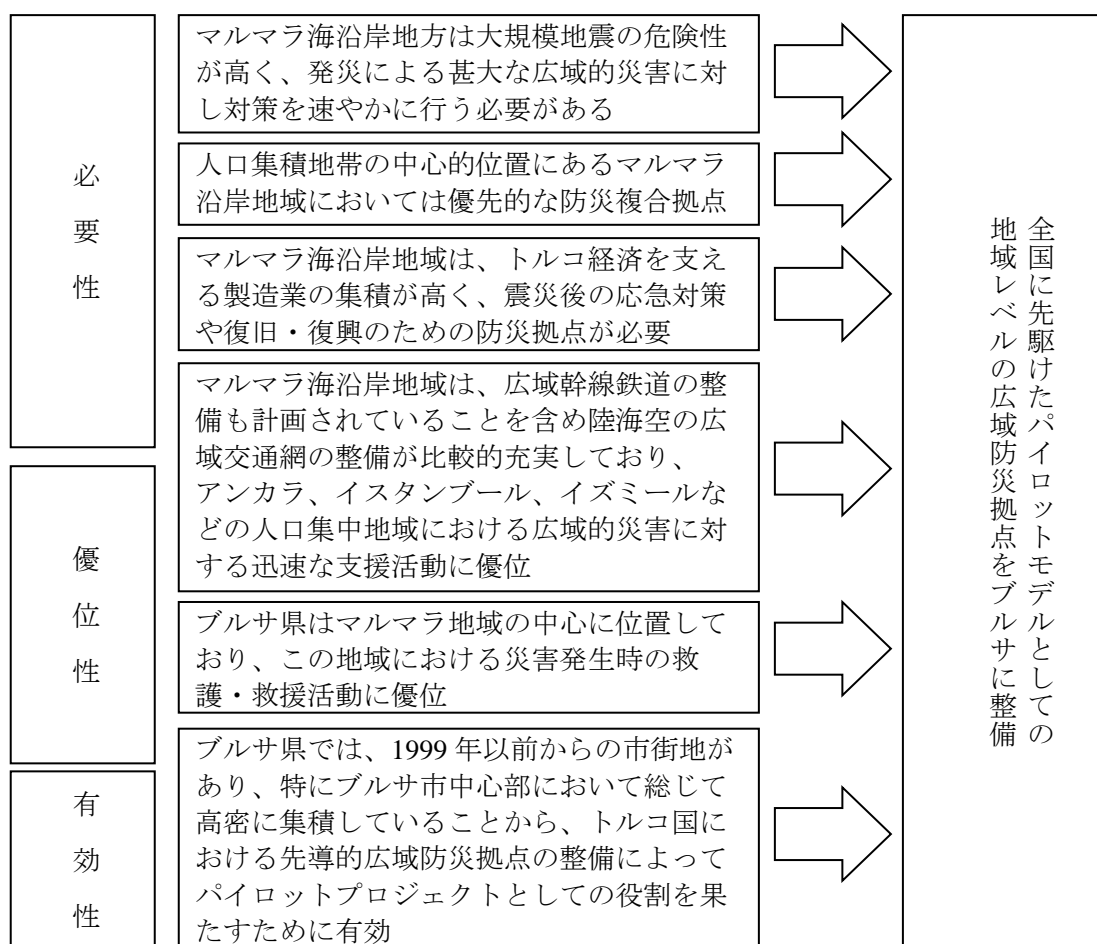 必要性
マルマラ海沿岸地方は大規模地震の危険性
が高く、発災による甚大な広域的災害に対
し対策を速やかに行う必要がある
人口集積地帯の中心的位置にあるマルマラ
沿岸地域においては優先的な防災複合拠点
マルマラ海沿岸地域は、トルコ経済を支え
る製造業の集積が高く、震災後の応急対策
や復旧・復興のための防災拠点が必要
マルマラ海沿岸地域は、広域幹線鉄道の整
備も計画されていることを含め陸海空の広
域交通網の整備が比較的充実しており、
アンカラ、イスタンブール、イズミールな
どの人口集中地域における広域的災害に対
する迅速な支援活動に優位
優位性
ブルサ県はマルマラ地域の中心に位置して
おり、この地域における災害発生時の救
護・救援活動に優位
有効性
ブルサ県では、1999 年以前からの市街地が
あり、特にブルサ市中心部において総じて
高密に集積していることから、トルコ国に
おける先導的広域防災拠点の整備によって
パイロットプロジェクトとしての役割を果
たすために有効
全国に先駆けたパイロットモデルとしての
地域レベルの広域防災拠点をブルサに整備